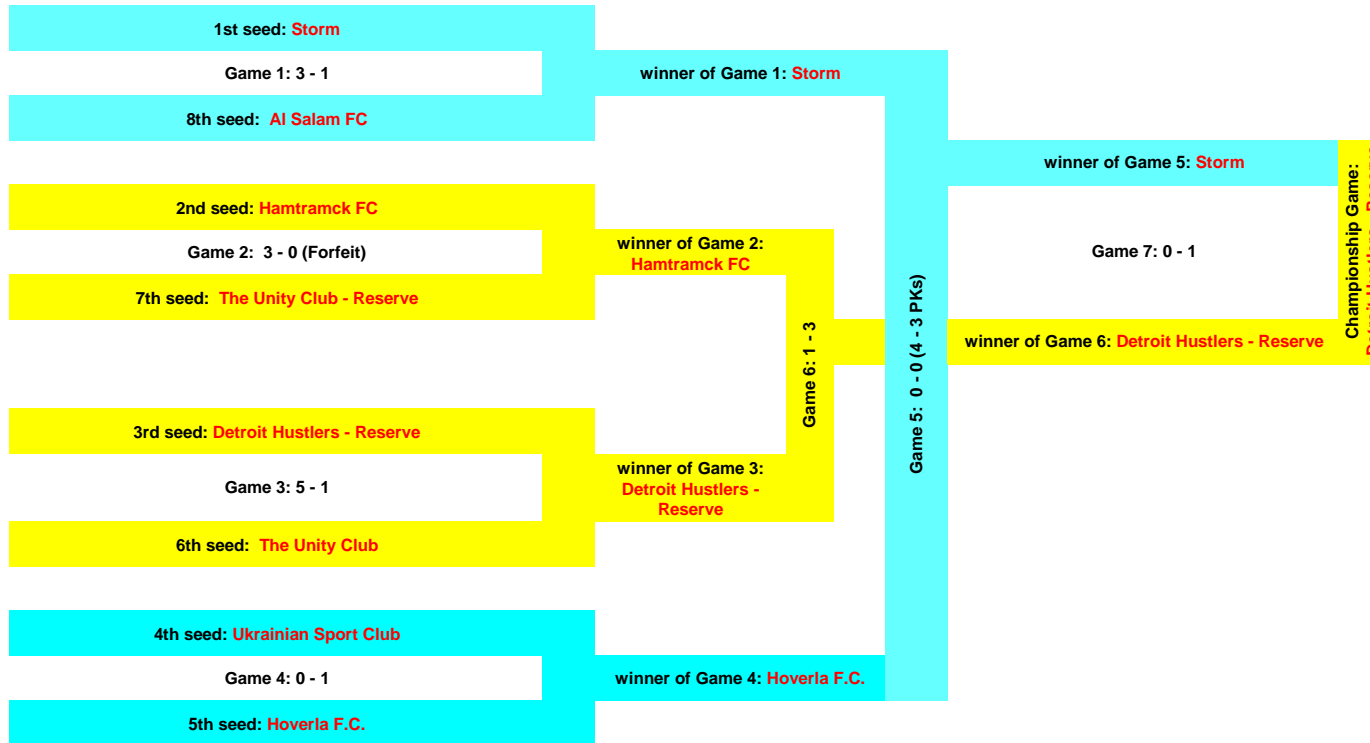 1st seed: Storm
Game 1: 3 - 1
8th seed:  Al Salam FC
winner of Game 1: Storm
2nd seed: Hamtramck FC
Game 2:  3 - 0 (Forfeit)
7th seed:  The Unity Club - Reserve
winner of Game 2:
Hamtramck FC
3rd seed: Detroit Hustlers - Reserve
Game 3: 5 - 1
6th seed:  The Unity Club
winner of Game 3:
Detroit Hustlers -
Reserve
4th seed: Ukrainian Sport Club
Game 4: 0 - 1
5th seed: Hoverla F.C.
winner of Game 4: Hoverla F.C.
Game 6: 1 - 3
Game 5:  0 - 0 (4 - 3 PKs)
winner of Game 5: Storm
Game 7: 0 - 1
winner of Game 6: Detroit Hustlers - Reserve
Championship Game: